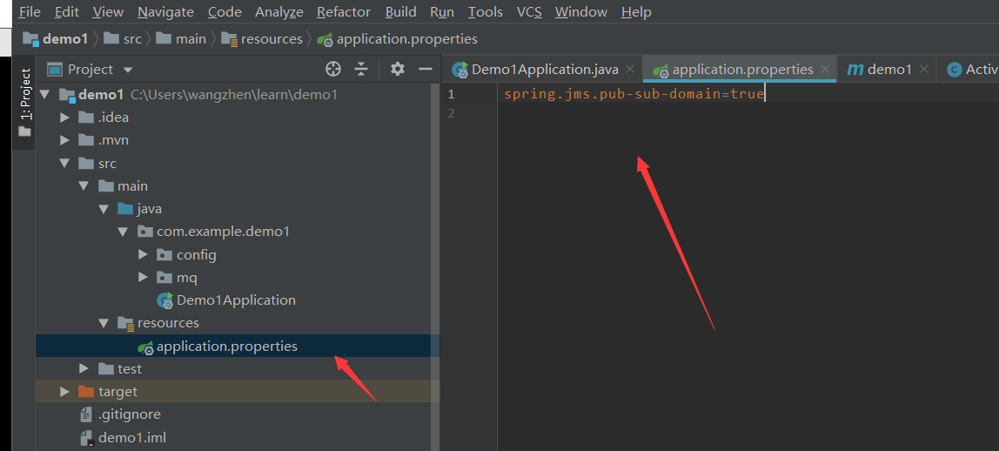 File Edit View Navigate Code Analyze Refactor Build Run Tools VCS Window Help
demo1 src main resources application.properties
1: Project
Project
Demo1Application.java application.properties demo1 Activ
demo1 C:\Users\wangzhen\learn\demo1
.idea
.mvn
src
main
java
com.example.demo1
config
mq
Demo1Application
resources
application.properties
test
target
.gitignore
demo1.iml
1 spring.jms.pub-sub-domain=true
2